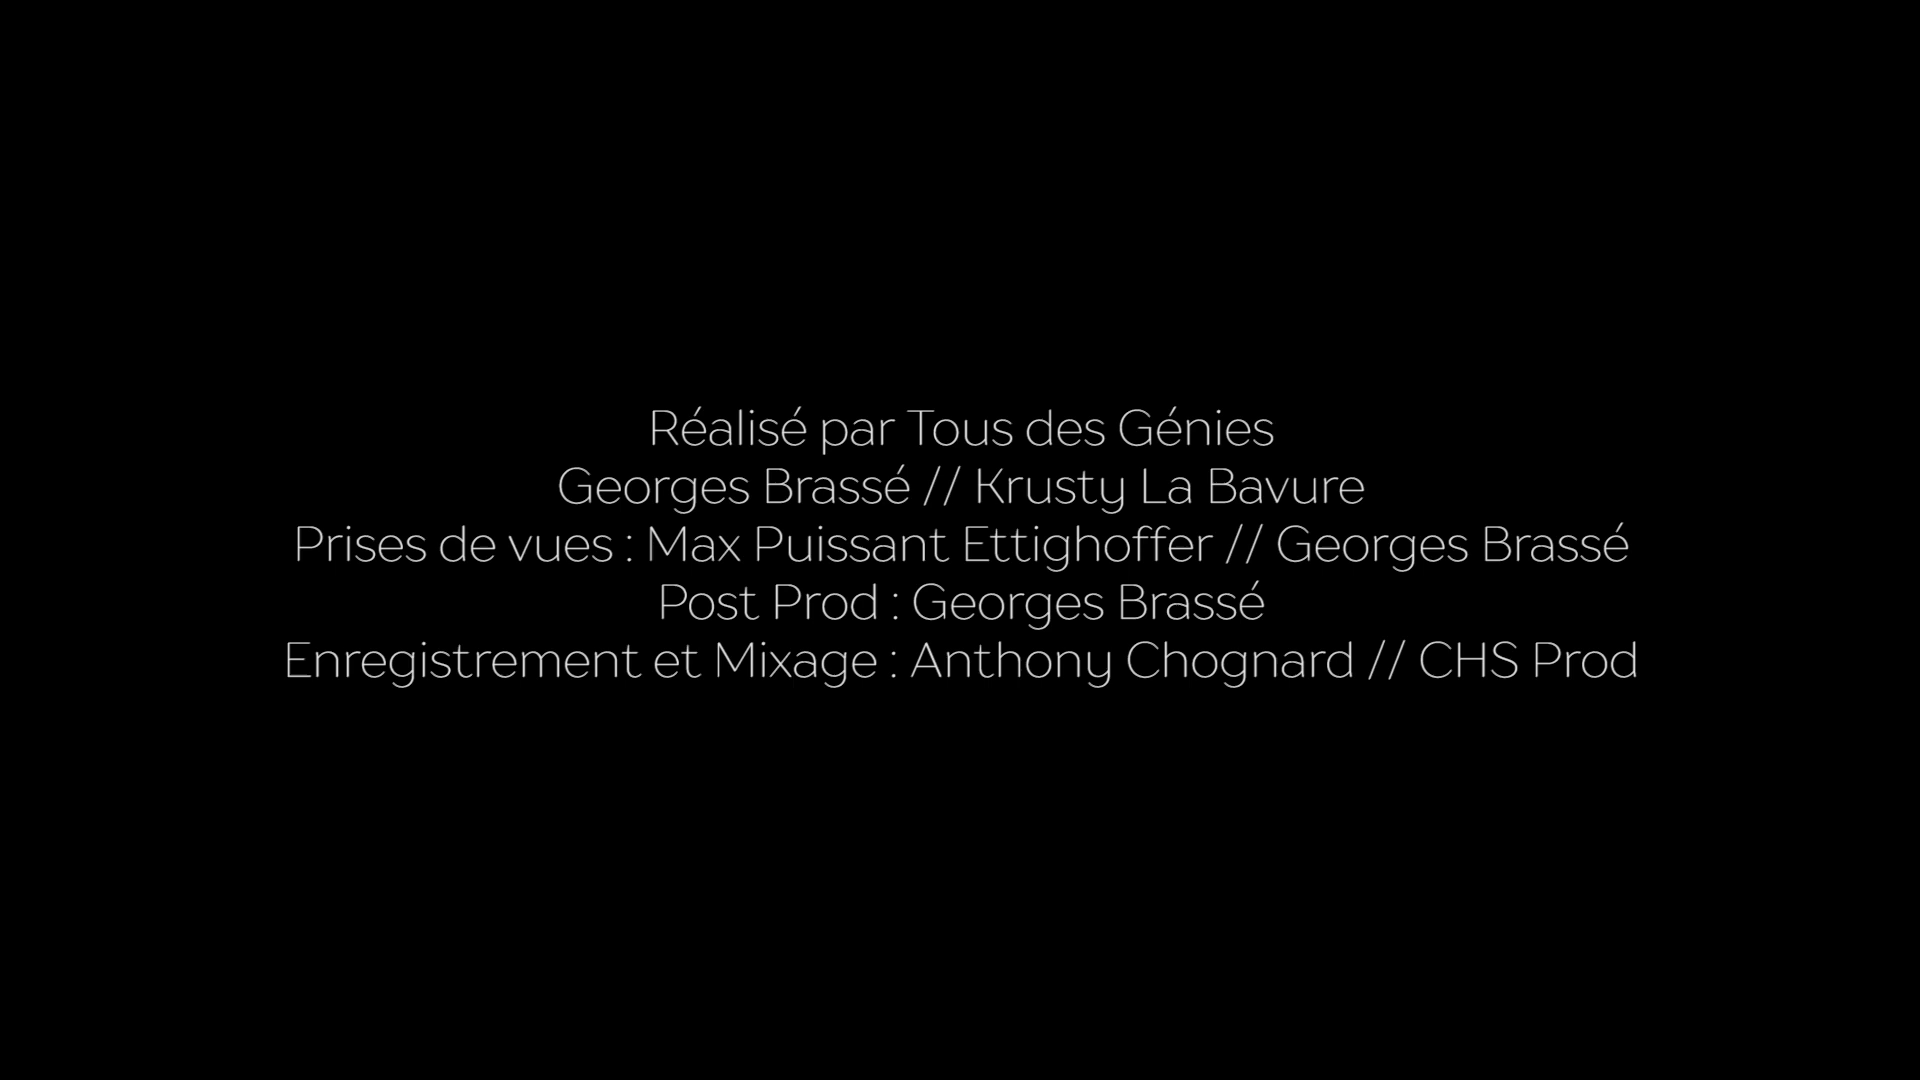 Réalisé par Tous des Génies
Georges Brassé // Krusty La Bavure
Prises de vues : Max Puissant Ettighoffer // Georges Brassé
Post Prod : Georges Brassé
Enregistrement et Mixage : Anthony Chognard // CHS Prod